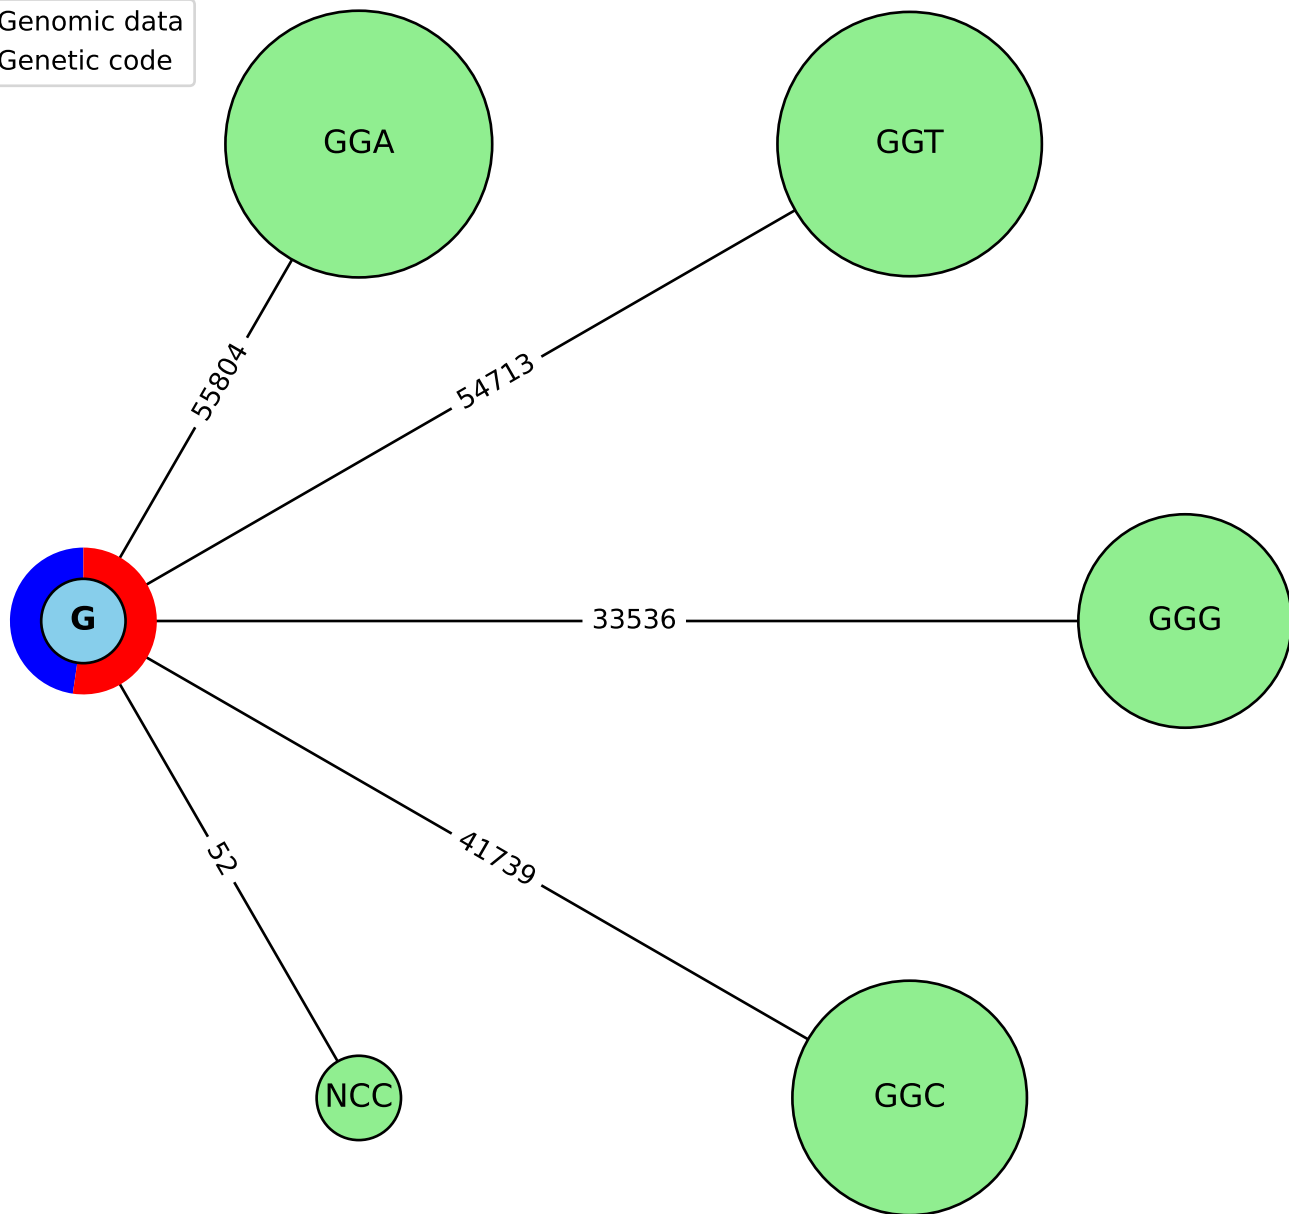 Genomic data
Genetic code
GGA
GGT
55804
54713
G
33536
GGG
52
41739
NCC
GGC